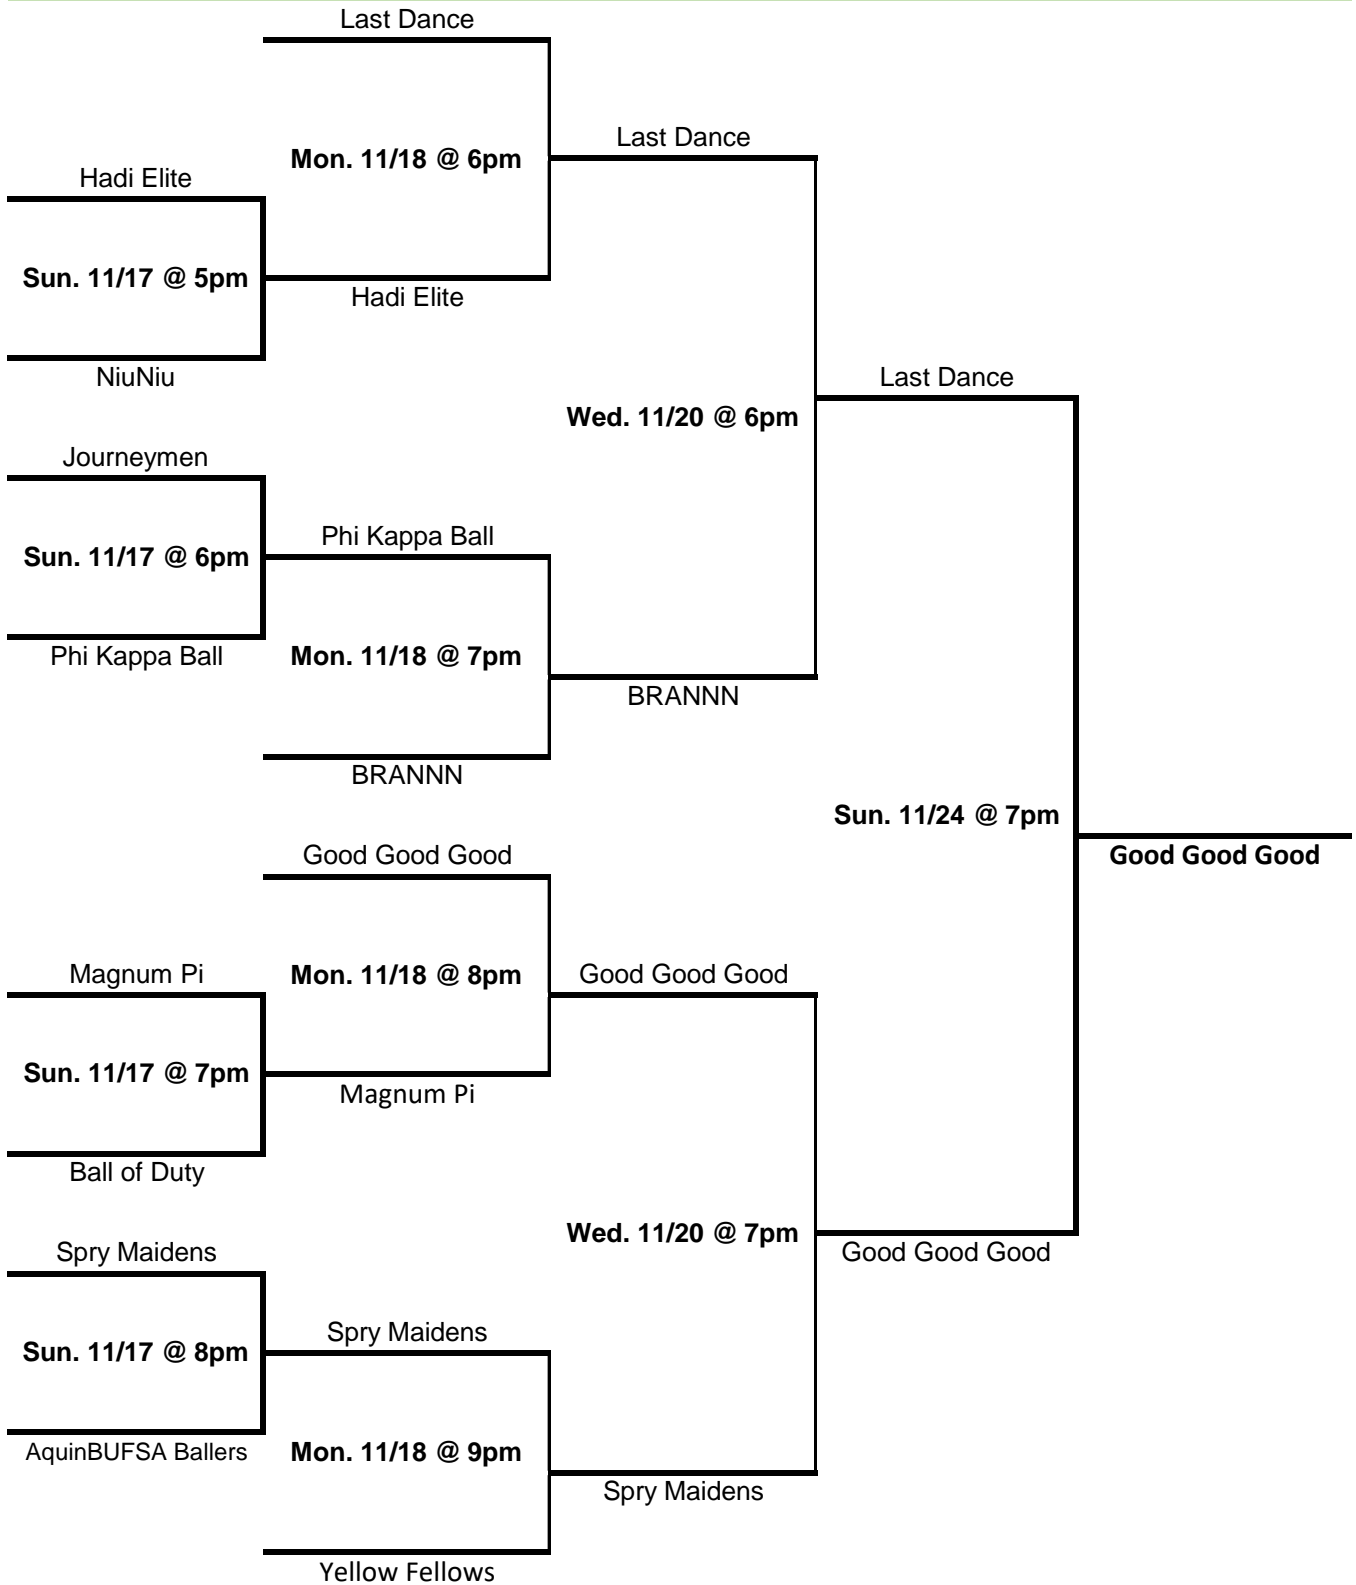 Last Dance
Last Dance
Mon. 11/18 @ 6pm
Hadi Elite
Sun. 11/17 @ 5pm
Hadi Elite
NiuNiu
Last Dance
Wed. 11/20 @ 6pm
Journeymen
Phi Kappa Ball
Sun. 11/17 @ 6pm
Phi Kappa Ball
Mon. 11/18 @ 7pm
BRANNN
BRANNN
Sun. 11/24 @ 7pm
Good Good Good
Good Good Good
Magnum Pi
Mon. 11/18 @ 8pm
Good Good Good
Sun. 11/17 @ 7pm
Magnum Pi
Ball of Duty
Wed. 11/20 @ 7pm
Spry Maidens
Good Good Good
Spry Maidens
Sun. 11/17 @ 8pm
AquinBUFSA Ballers
Mon. 11/18 @ 9pm
Spry Maidens
Yellow Fellows